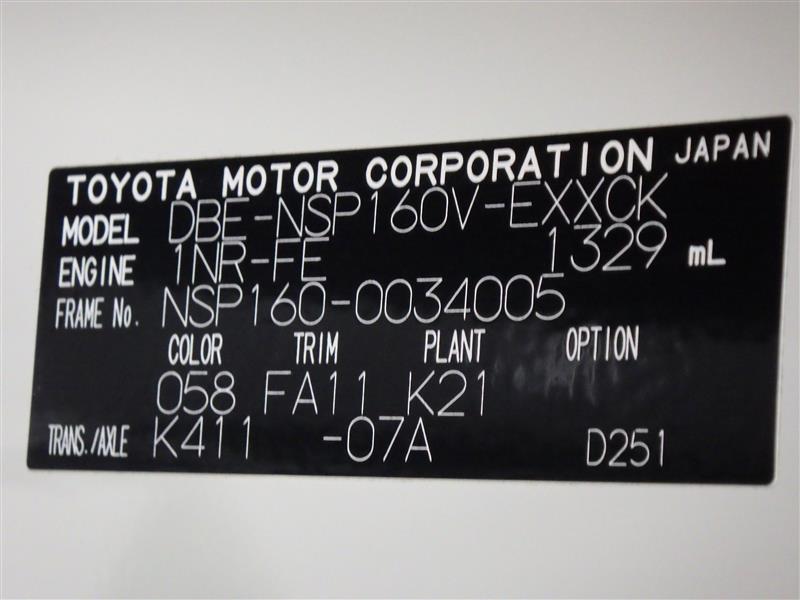 TOYOTA MOTOR CORPORATION JAPAN
MODEL DBE-NSP160V-EXXCK
ENGINE 1NR-FE 1329 mL
FRAME No. NSP160-0034005
COLOR TRIM PLANT OPTION
058 FA11 K21
TRANS./AXLE K411 -07A D251